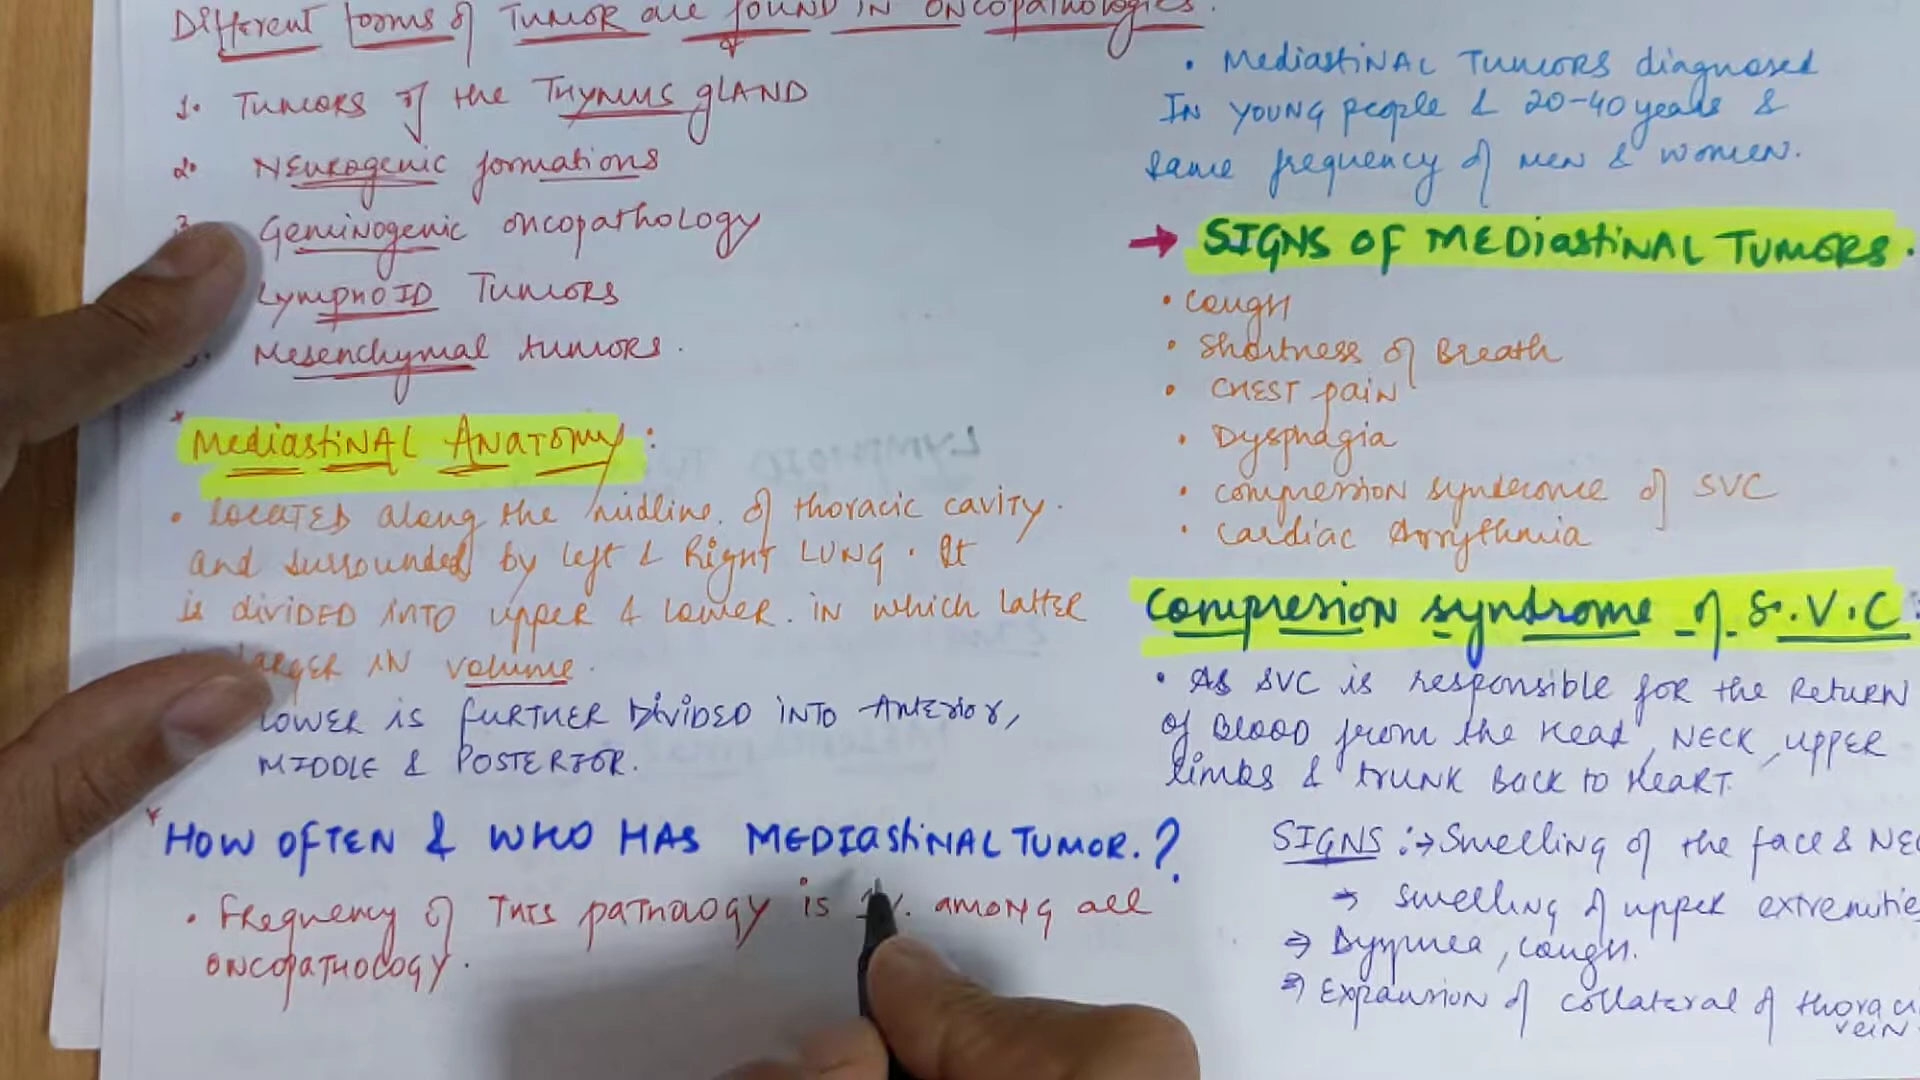 Different forms of Tumor are found in oncopathologies.
1. Tumors of the Thymus gland
2. Neurogenic formations
3. Geminogenic oncopathology
Lymphoid Tumors
Mesenchymal tumors.
* Mediastinal Anatomy:
• Located along the midline of thoracic cavity.
and surrounded by left & Right Lung. It
is divided into upper & lower. in which latter
larger in volume.
Lower is further divided into Anterior,
Middle & Posterior.
* How often & who has mediastinal tumor.?
• Frequency of This pathology is 1%. among all
oncopathology.
• Mediastinal Tumors diagnosed
In young people & 20-40 years &
same frequency of men & women.
→ SIGNS OF MEDIASTINAL TUMORS.
• cough
• Shortness of Breath
• Chest pain
• Dysphagia
• compression syndrome of SVC
• Cardiac Arrythmia
Compression syndrome of S.V.C:
• As SVC is responsible for the Return
of Blood from the Head, Neck, upper
limbs & trunk back to Heart.
SIGNS :→ Swelling of the face &
→ Swelling of upper
→ Dyspnea, cough.
→ Expansion of collateral of
vein